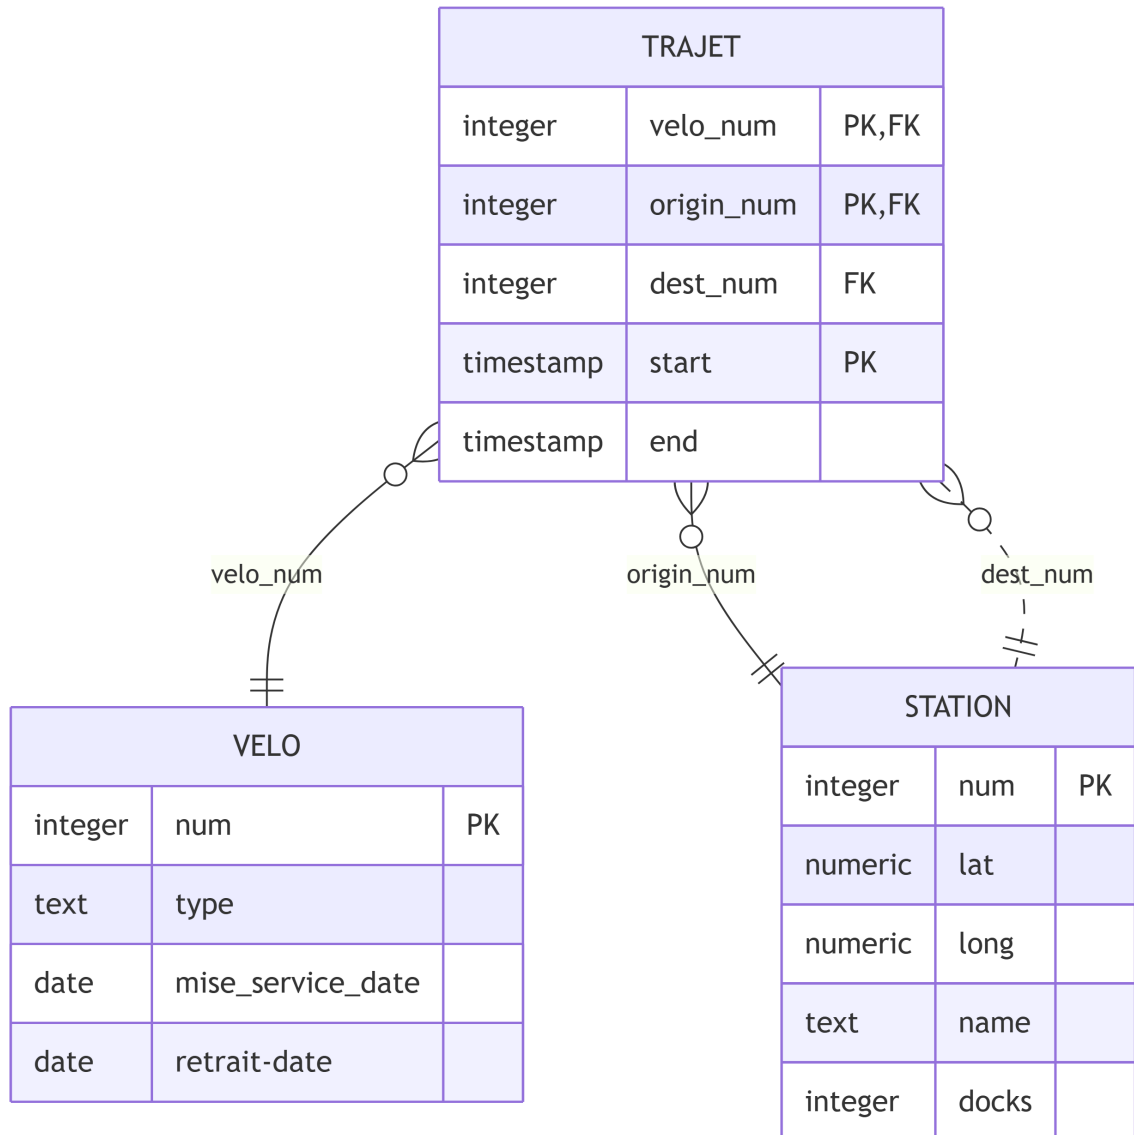 TRAJET
integer velo_num PK,FK
integer origin_num PK,FK
integer dest_num FK
timestamp start PK
timestamp end
velo_num
origin_num
dest_num
VELO
integer num PK
text type
date mise_service_date
date retrait-date
STATION
integer num PK
numeric lat
numeric long
text name
integer docks